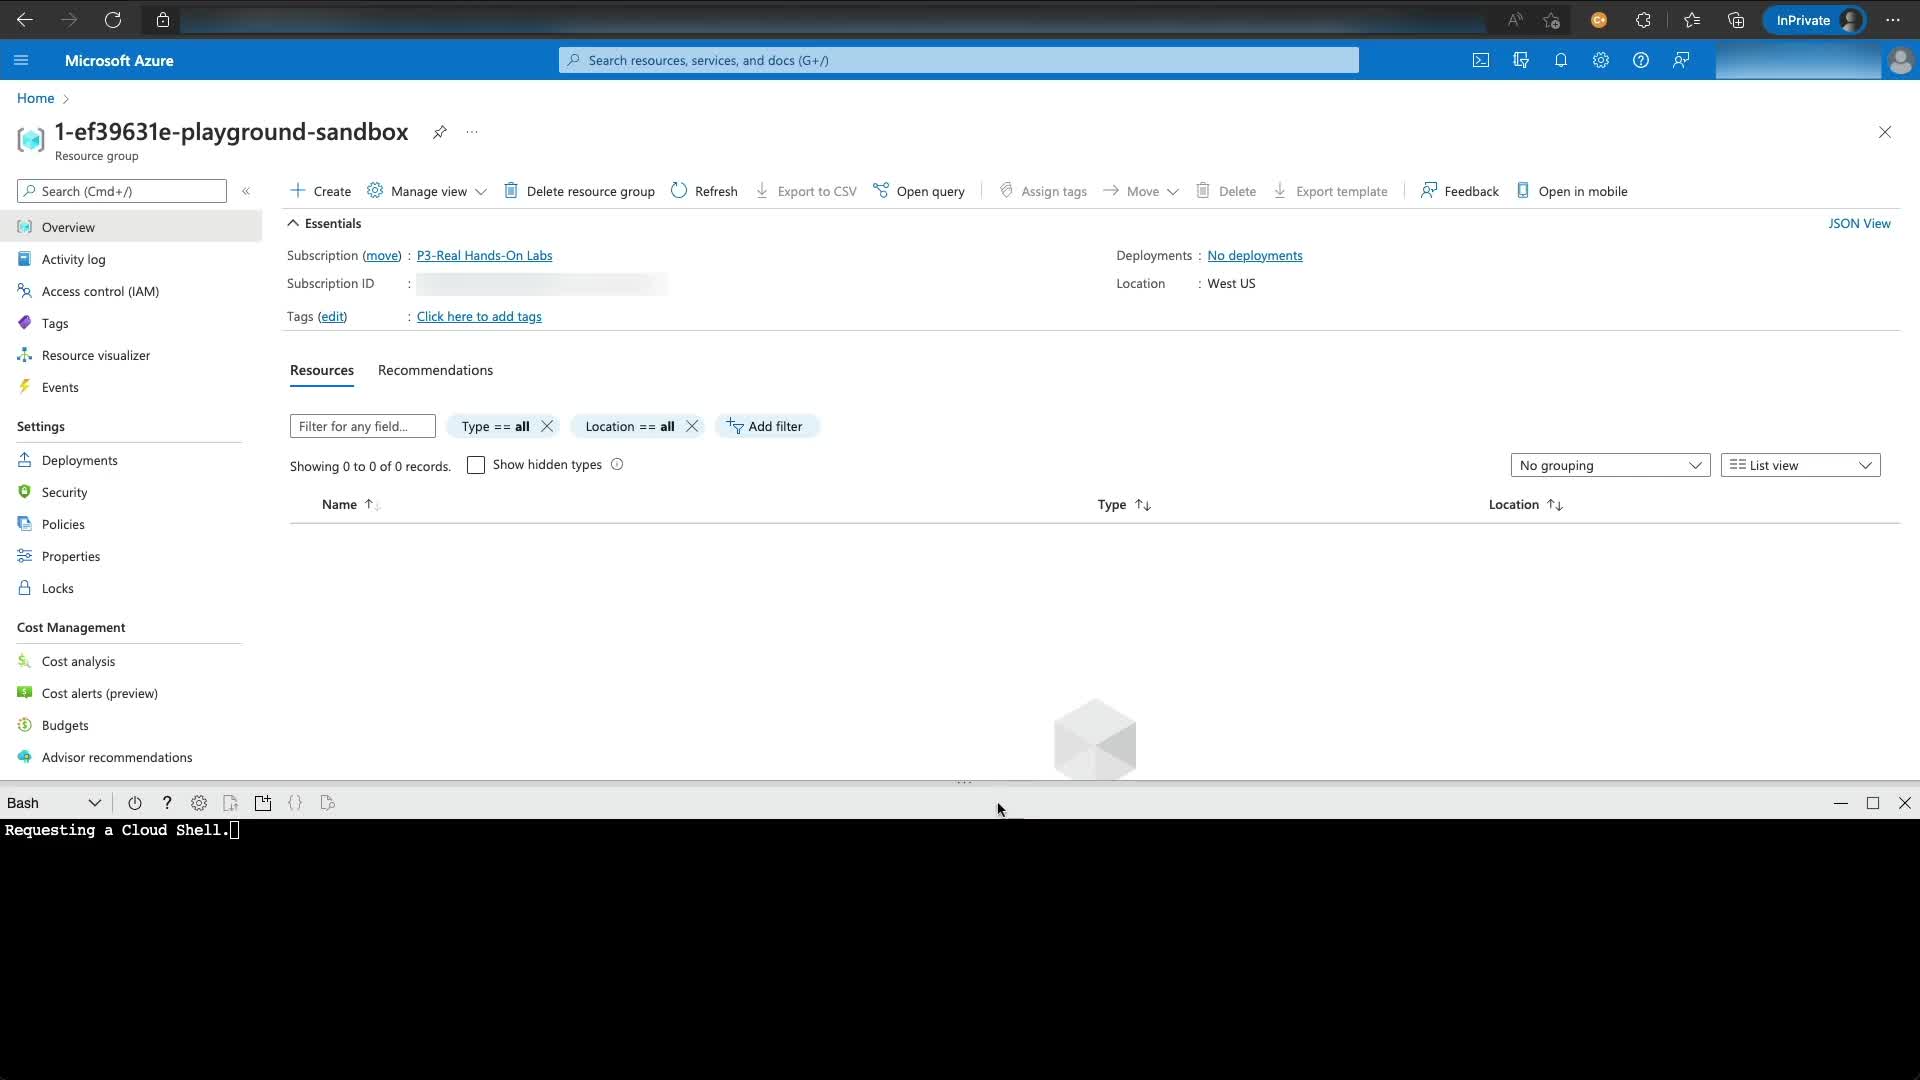 InPrivate
Microsoft Azure
Search resources, services, and docs (G+/)
Home
1-ef39631e-playground-sandbox
Resource group
Search (Cmd+/)
Create Manage view Delete resource group Refresh Export to CSV Open query Assign tags Move Delete Export template Feedback Open in mobile
Overview
Activity log
Access control (IAM)
Tags
Resource visualizer
Events
Settings
Deployments
Security
Policies
Properties
Locks
Cost Management
Cost analysis
Cost alerts (preview)
Budgets
Advisor recommendations
Essentials
JSON View
Subscription (move) : P3-Real Hands-On Labs
Deployments : No deployments
Subscription ID :
Location : West US
Tags (edit) : Click here to add tags
Resources Recommendations
Filter for any field... Type == all Location == all Add filter
Showing 0 to 0 of 0 records. Show hidden types
No grouping List view
Name Type Location
Bash
Requesting a Cloud Shell.